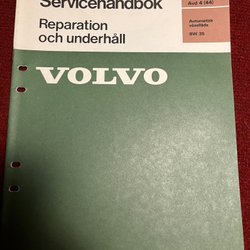 Servicehandbok
Reparation
och underhåll
Avd 4 (44)
Automatisk
växellåda
BW 35
VOLVO